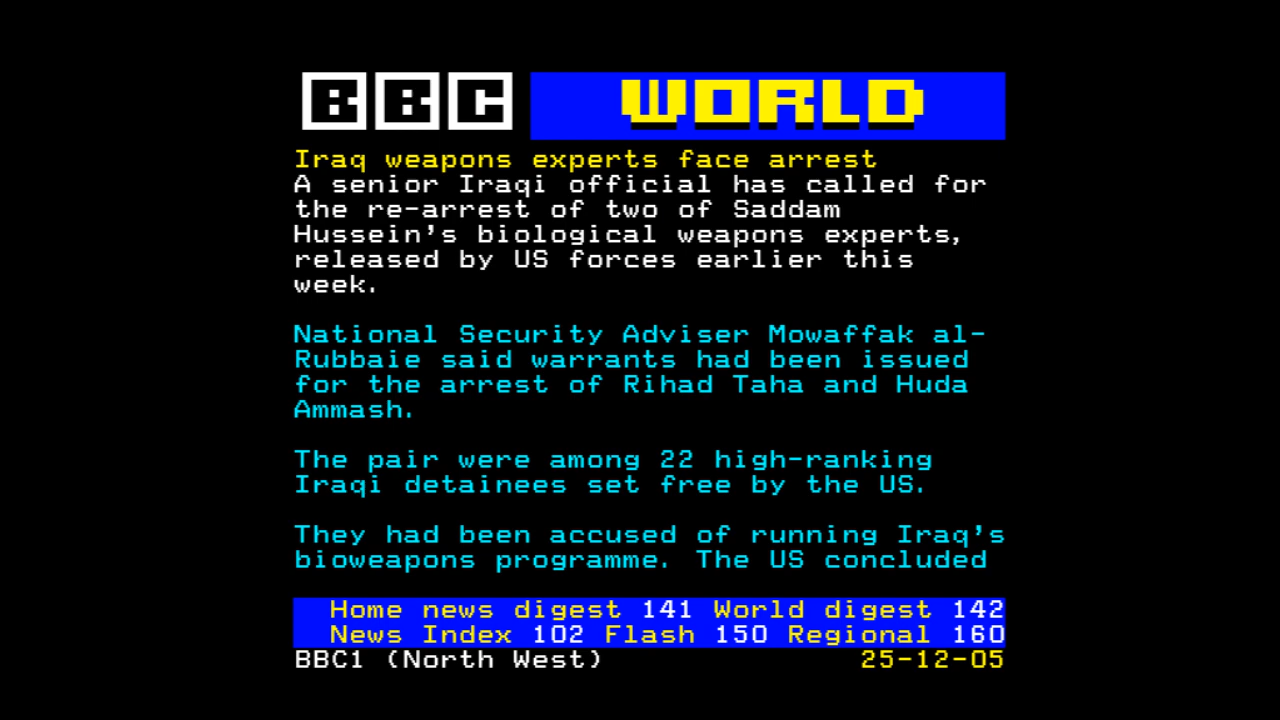 BBC WORLD
Iraq weapons experts face arrest
A senior Iraqi official has called for
the re-arrest of two of Saddam
Hussein's biological weapons experts,
released by US forces earlier this
week.
National Security Adviser Mowaffak al-
Rubbaie said warrants had been issued
for the arrest of Rihad Taha and Huda
Ammash.
The pair were among 22 high-ranking
Iraqi detainees set free by the US.
They had been accused of running Iraq's
bioweapons programme. The US concluded
Home news digest 141 World digest 142
News Index 102 Flash 150 Regional 160
BBC1 (North West) 25-12-05